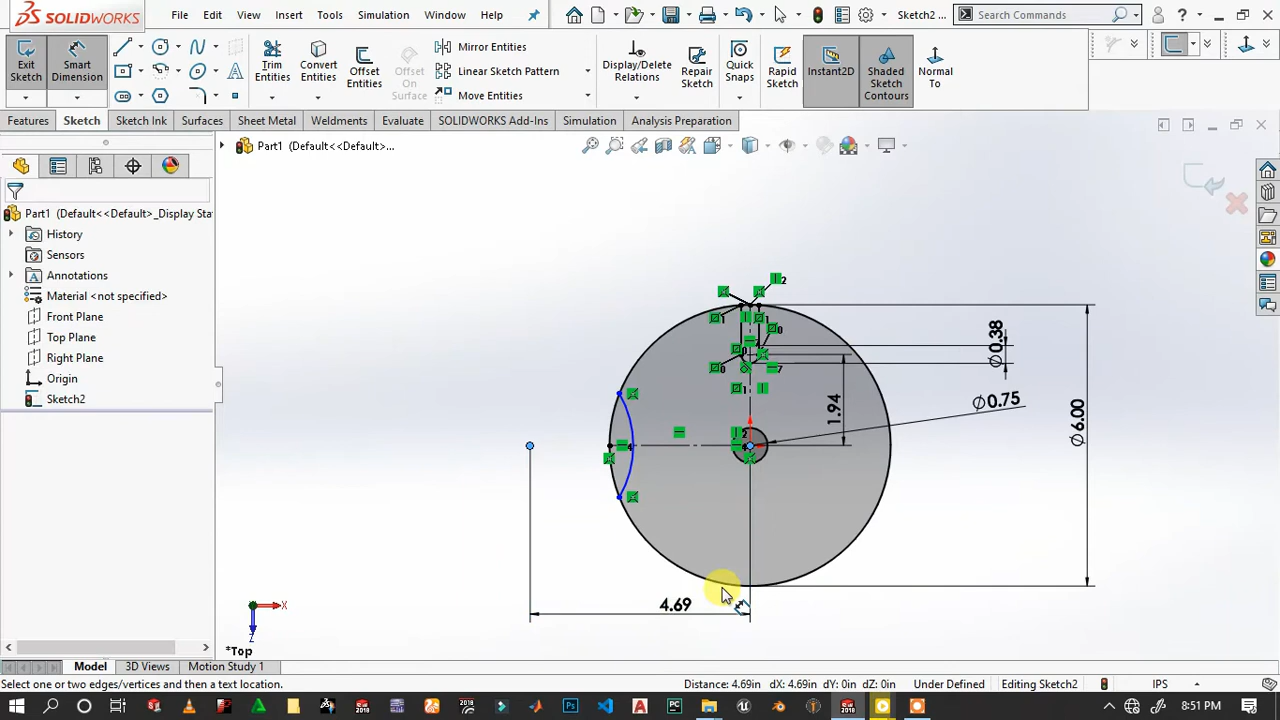 SOLIDWORKS
File Edit View Insert Tools Simulation Window Help
Sketch2 ...
Search Commands
?
Exit Sketch
Smart Dimension
Trim Entities
Convert Entities
Offset Entities
Offset On Surface
Mirror Entities
Linear Sketch Pattern
Move Entities
Display/Delete Relations
Repair Sketch
Quick Snaps
Rapid Sketch
Instant2D
Shaded Sketch Contours
Normal To
Features Sketch Sketch Ink Surfaces Sheet Metal Weldments Evaluate SOLIDWORKS Add-Ins Simulation Analysis Preparation
Part1 (Default<<Default>...
Part1 (Default<<Default>_Display Sta
History
Sensors
Annotations
Material <not specified>
Front Plane
Top Plane
Right Plane
Origin
Sketch2
Ø0.38
Ø0.75
1.94
Ø6.00
4.69
X
Z
*Top
Model 3D Views Motion Study 1
Select one or two edges/vertices and then a text location.
Distance: 4.69in dX: 4.69in dY: 0in dZ: 0in Under Defined Editing Sketch2 IPS
8:51 PM